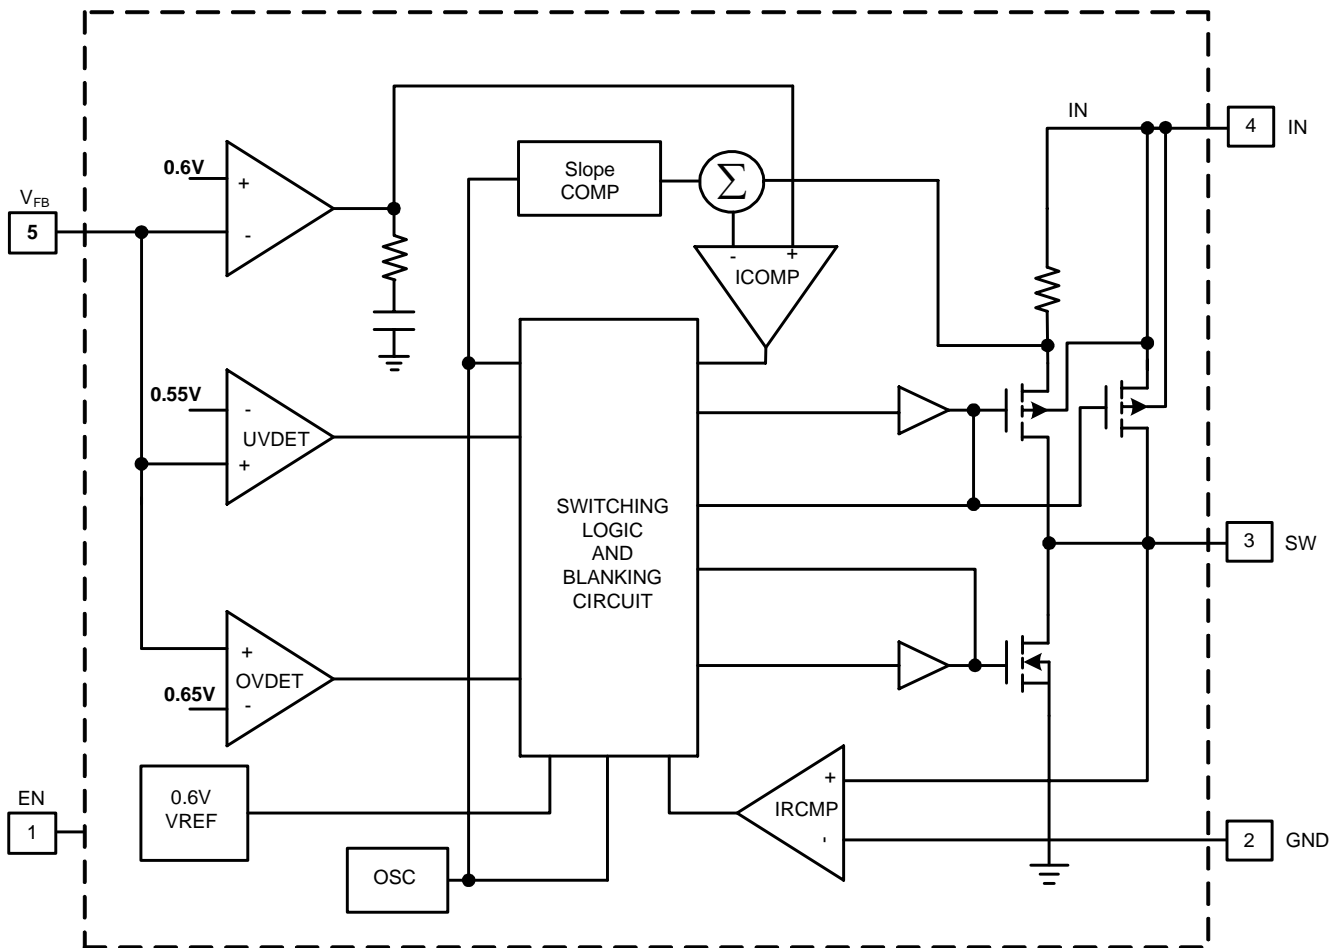 IN
4
IN
0.6V
+
-
Slope
COMP
Σ
V_FB
5
-
+
ICOMP
0.55V
-
UVDET
+
SWITCHING
LOGIC
AND
BLANKING
CIRCUIT
3
SW
+
OVDET
0.65V
-
EN
1
0.6V
VREF
+
IRCMP
-
2
GND
OSC